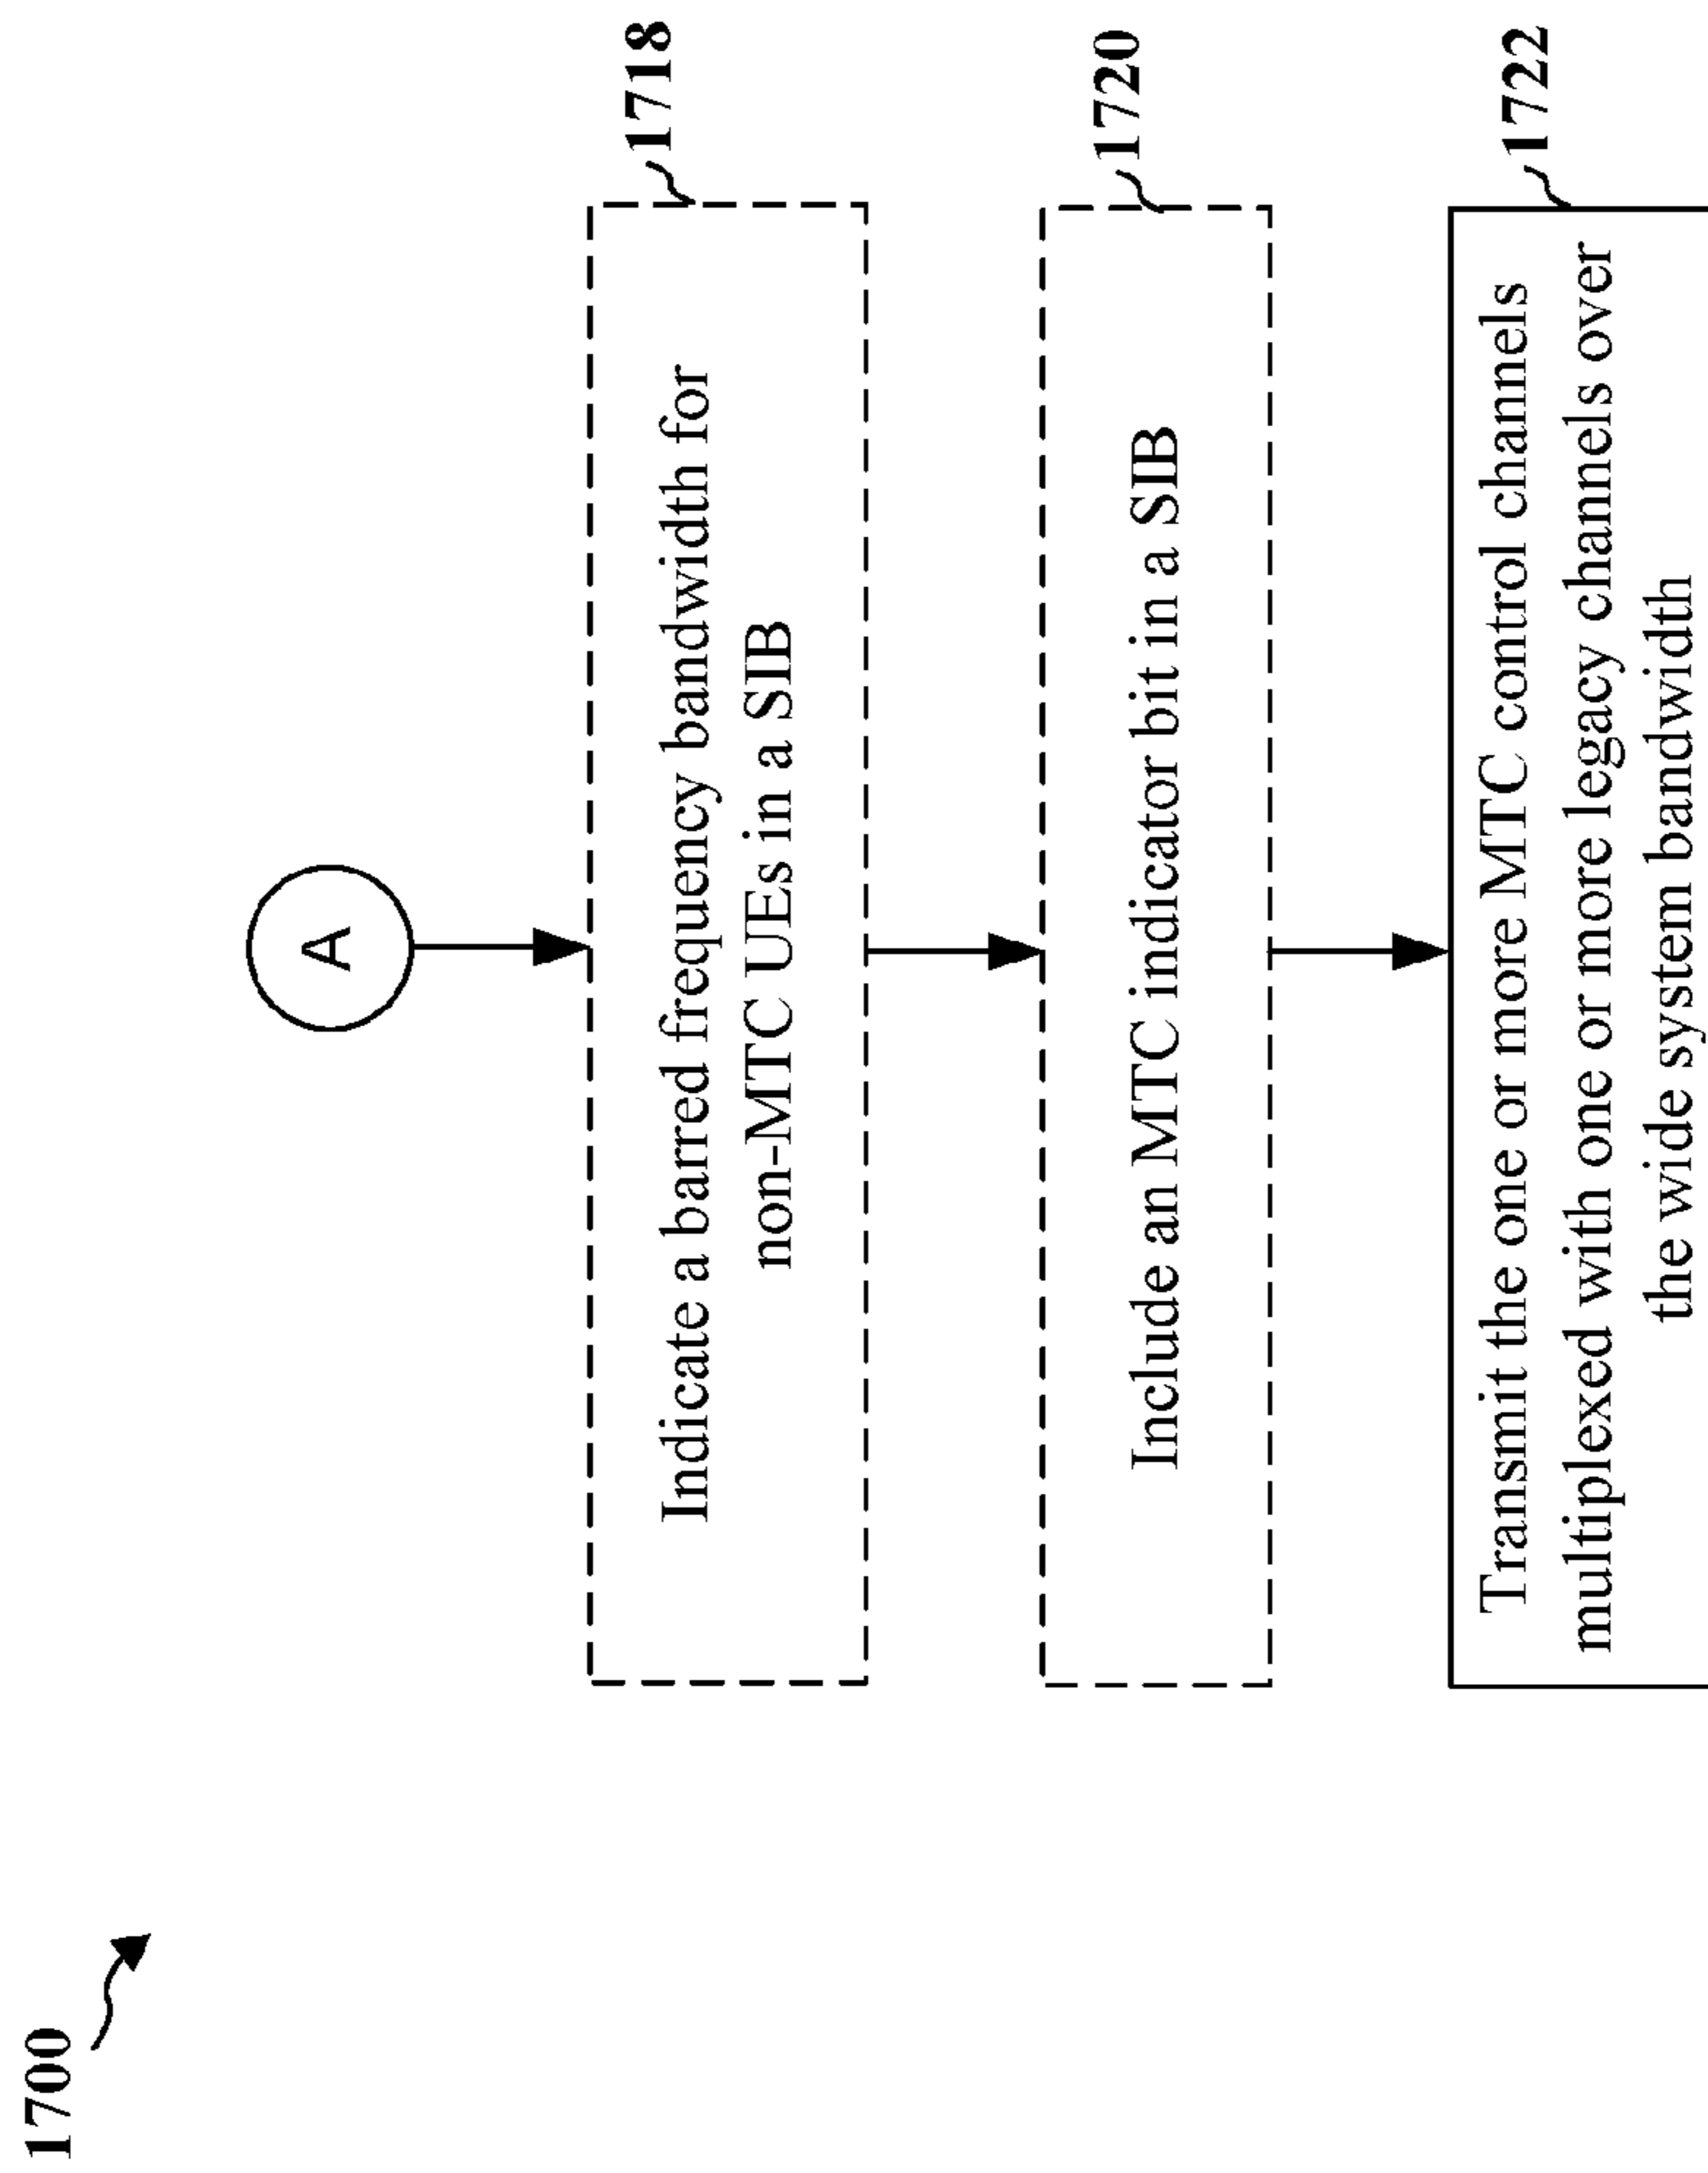 1700
A
1718
Indicate a barred frequency bandwidth for
non-MTC UEs in a SIB
1720
Include an MTC indicator bit in a SIB
1722
Transmit the one or more MTC control channels
multiplexed with one or more legacy channels over
the wide system bandwidth